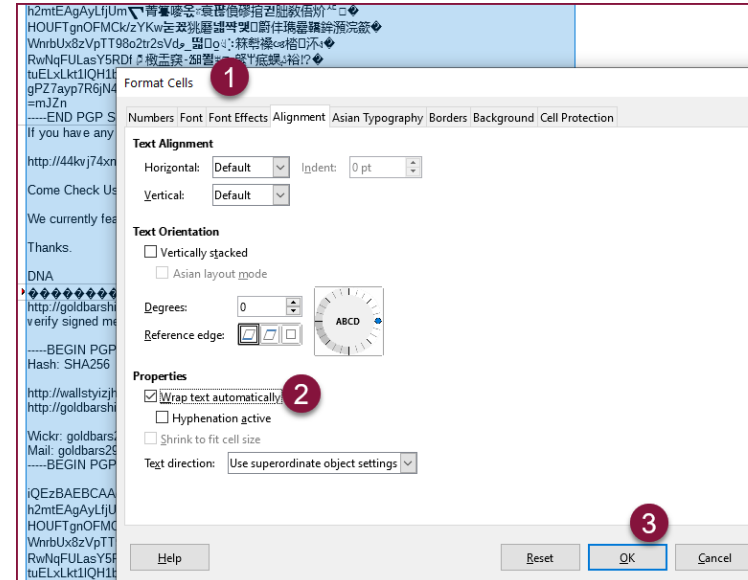 h2mtEAgAyLfjUm
HOUFTgnOFMCk/zYKw
WnrbUx8zVpTT98o2tr2sVd
RwNqFULasY5RDf
tuELxLkt1lQH1
gPZ7ayp7R6jN4
=mJZn
-----END PGP S
If you have any
http://44kvj74xn
Come Check Us
We currently fea
Thanks.
DNA
http://goldbarshi
verify signed me
-----BEGIN PGP
Hash: SHA256
http://wallstyizjh
http://goldbarshi
Wickr: goldbars
Mail: goldbars29
-----BEGIN PGP
iQEzBAEBCAA
h2mtEAgAyLfjU
HOUFTgnOFMC
WnrbUx8zVpTT
RwNqFULasY5R
tuELxLkt1lQH1
1
Format Cells
Numbers Font Font Effects Alignment Asian Typography Borders Background Cell Protection
Text Alignment
Horizontal: Default Indent: 0 pt
Vertical: Default
Text Orientation
Vertically stacked
Asian layout mode
Degrees: 0
ABCD
Reference edge:
Properties
Wrap text automatically
2
Hyphenation active
Shrink to fit cell size
Text direction: Use superordinate object settings
3
Help Reset OK Cancel